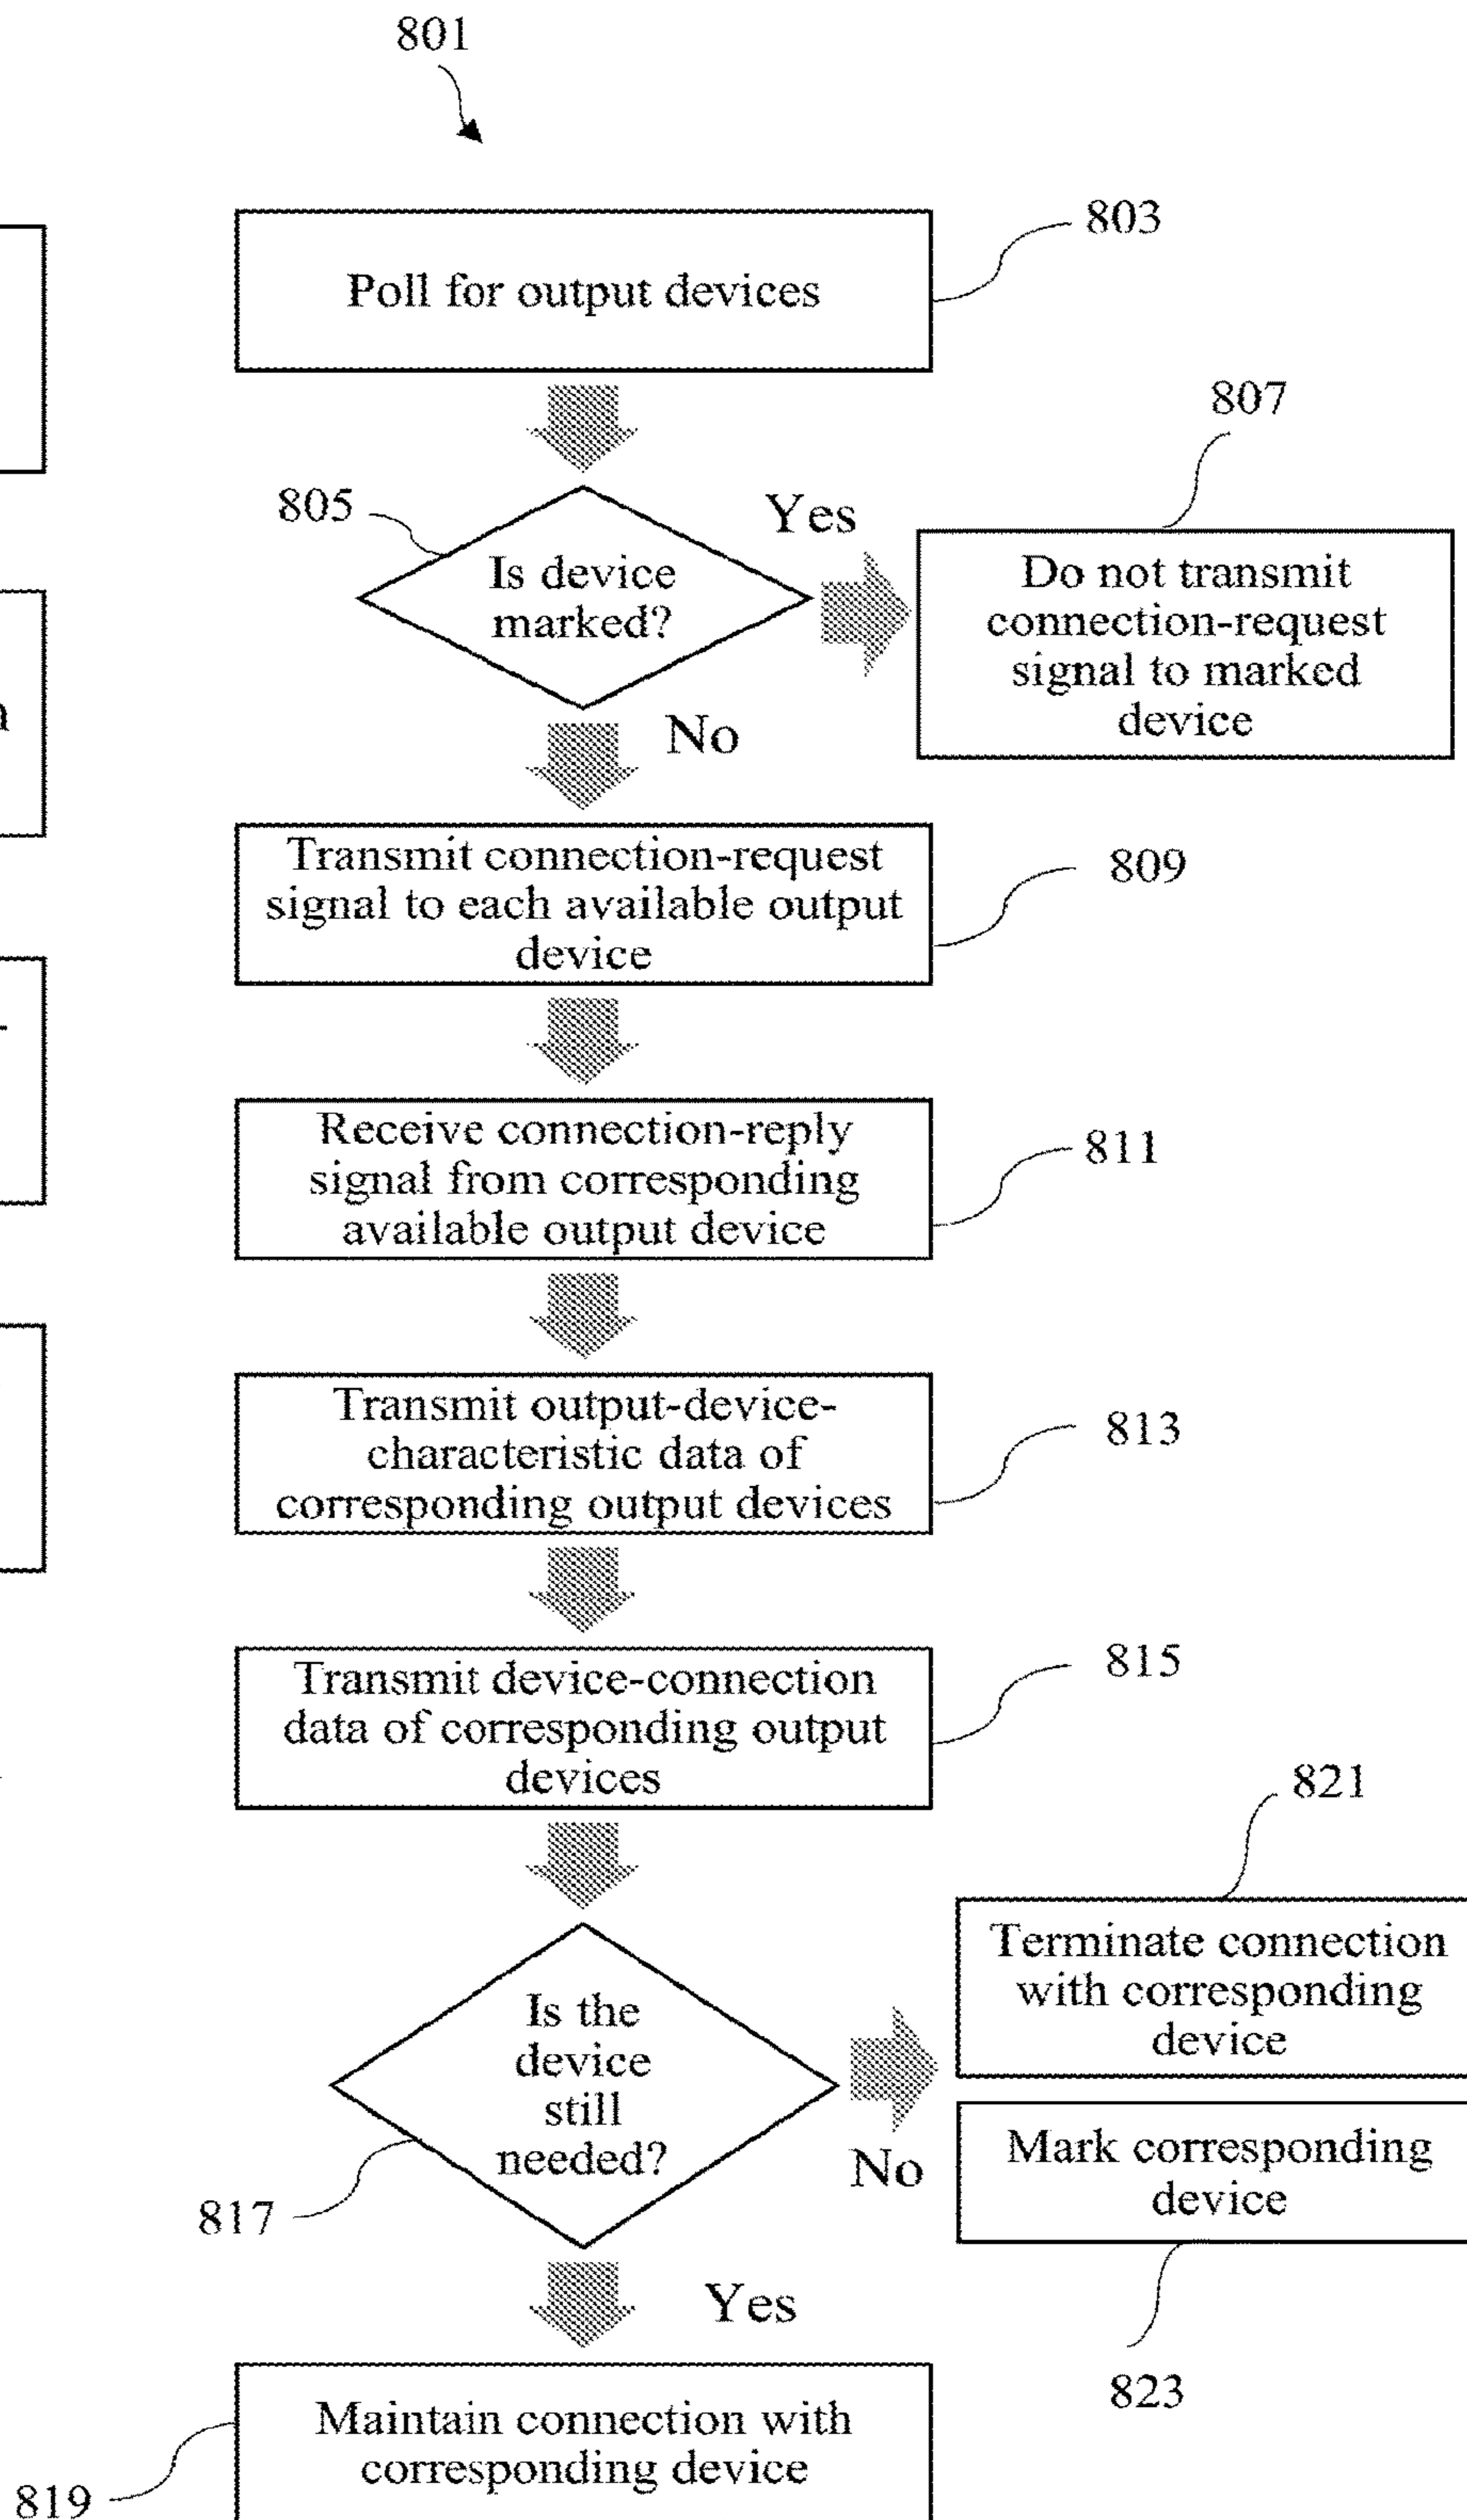 801
803
Poll for output devices
807
805
Yes
Is device
marked?
Do not transmit
connection-request
signal to marked
device
No
Transmit connection-request
signal to each available output
device
809
Receive connection-reply
signal from corresponding
available output device
811
Transmit output-device-
characteristic data of
corresponding output devices
813
Transmit device-connection
data of corresponding output
devices
815
821
Terminate connection
with corresponding
device
Is the
device
still
needed?
No
Mark corresponding
device
817
Yes
823
Maintain connection with
corresponding device
819